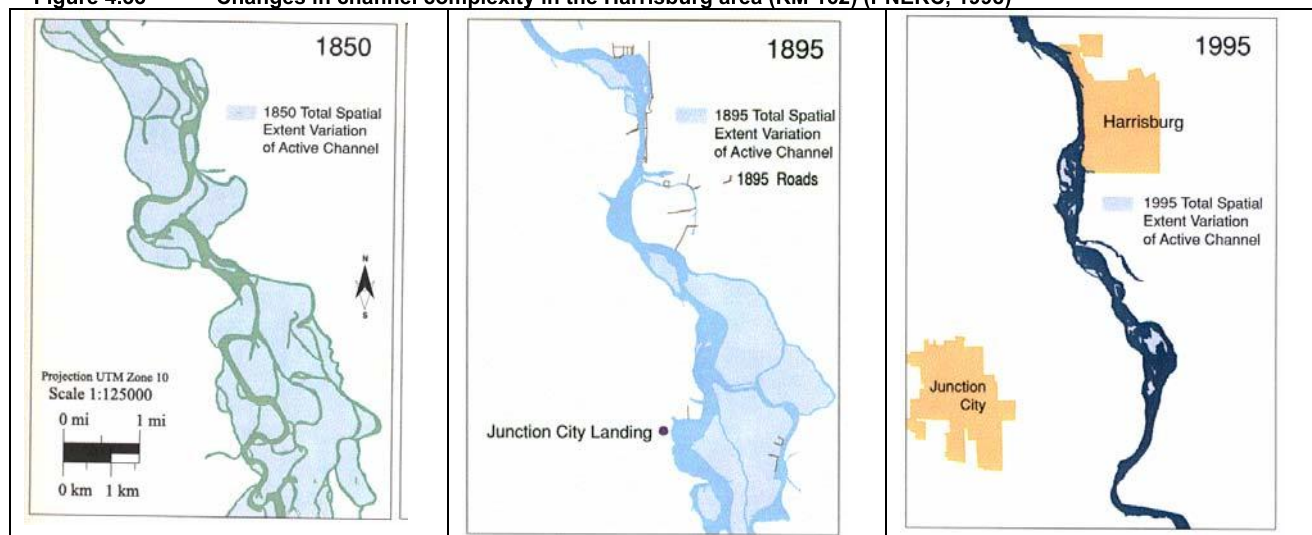 1850
1850 Total Spatial
Extent Variation
of Active Channel
N
S
Projection UTM Zone 10
Scale 1:125000
0 mi 1 mi
0 km 1 km
1895
1895 Total Spatial
Extent Variation
of Active Channel
1895 Roads
Junction City Landing
1995
Harrisburg
1995 Total Spatial
Extent Variation
of Active Channel
Junction
City